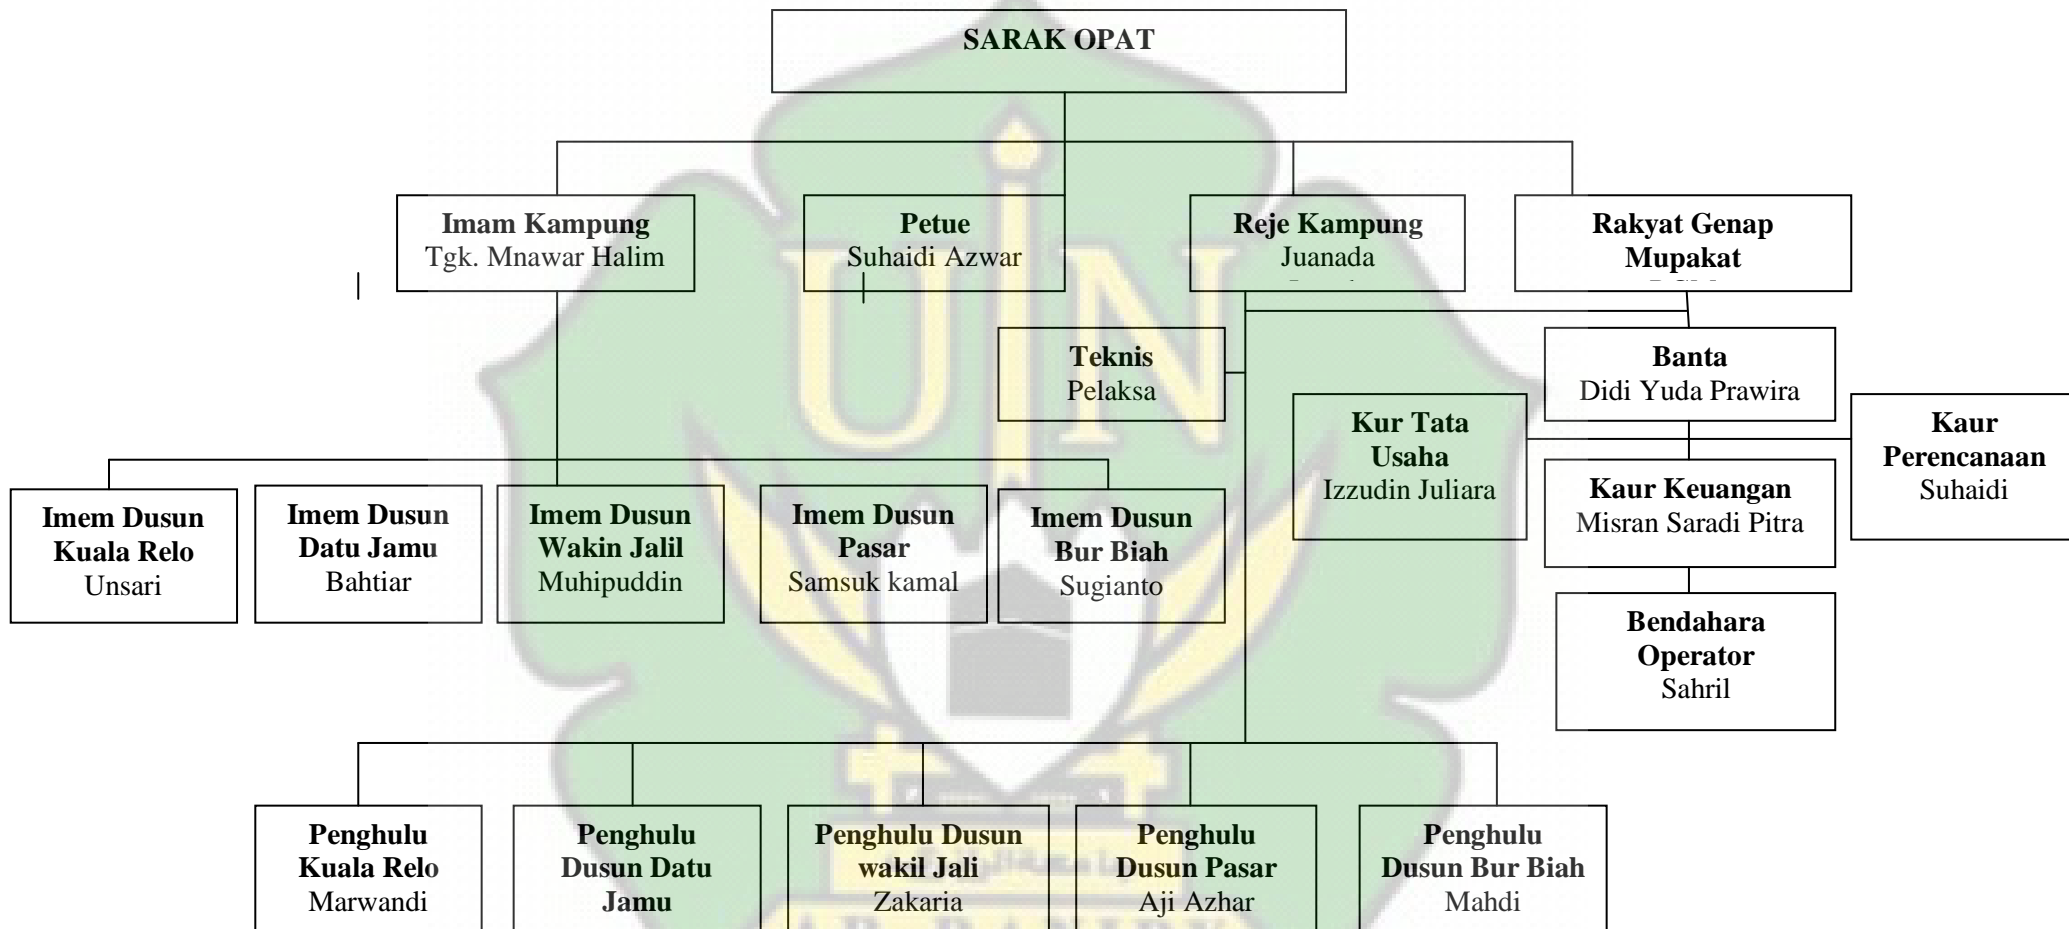 SARAK OPAT
Imam Kampung
Tgk. Mnawar Halim
Petue
Suhaidi Azwar
Reje Kampung
Juanada
Rakyat Genap
Mupakat
Teknis
Pelaksa
Banta
Didi Yuda Prawira
Kur Tata
Usaha
Izzudin Juliara
Kaur
Perencanaan
Suhaidi
Kaur Keuangan
Misran Saradi Pitra
Bendahara
Operator
Sahril
Imem Dusun
Kuala Relo
Unsari
Imem Dusun
Datu Jamu
Bahtiar
Imem Dusun
Wakin Jalil
Muhipuddin
Imem Dusun
Pasar
Samsuk kamal
Imem Dusun
Bur Biah
Sugianto
Penghulu
Kuala Relo
Marwandi
Penghulu
Dusun Datu
Jamu
Penghulu Dusun
wakil Jali
Zakaria
Penghulu
Dusun Pasar
Aji Azhar
Penghulu
Dusun Bur Biah
Mahdi
UIN